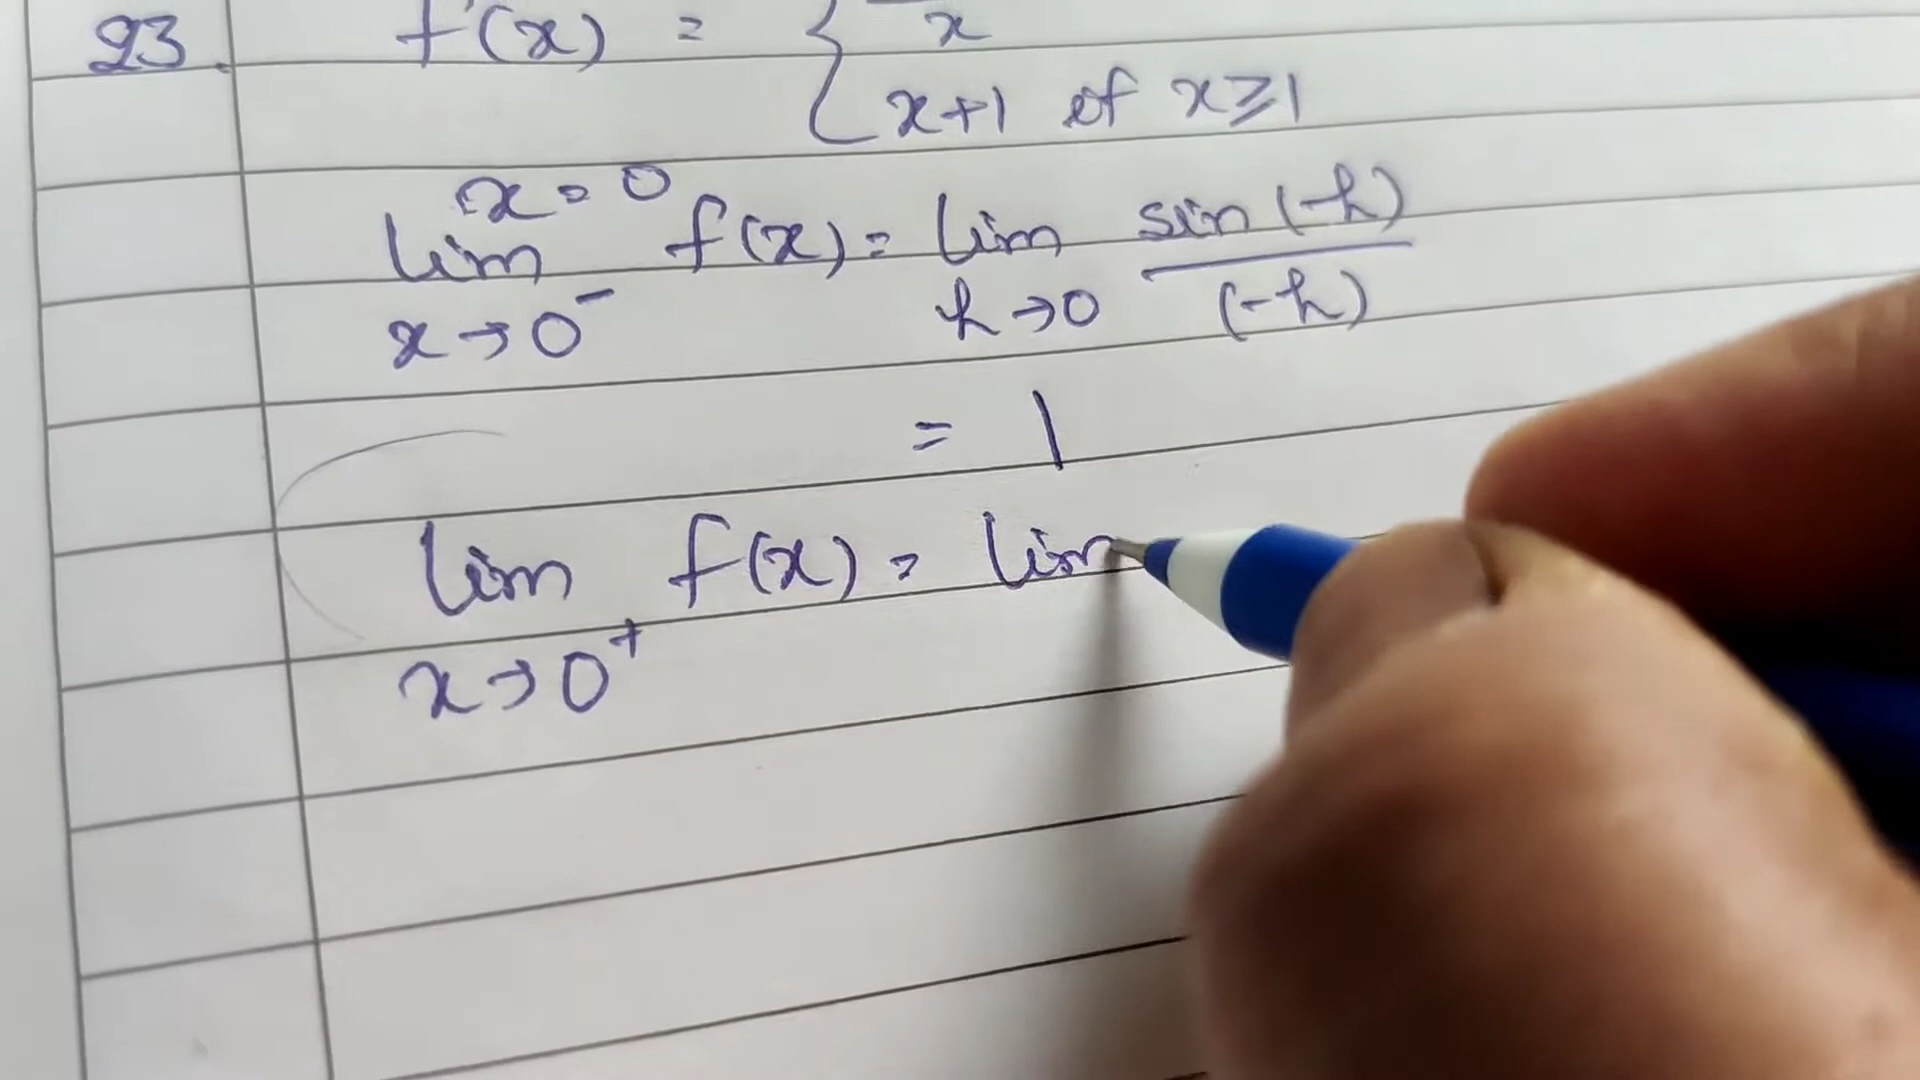 23. f(x) = { x
x+1 if x≥1
x=0
lim f(x) = lim sin(-h)
x→0⁻ h→0 (-h)
= 1
lim f(x) = lim
x→0⁺